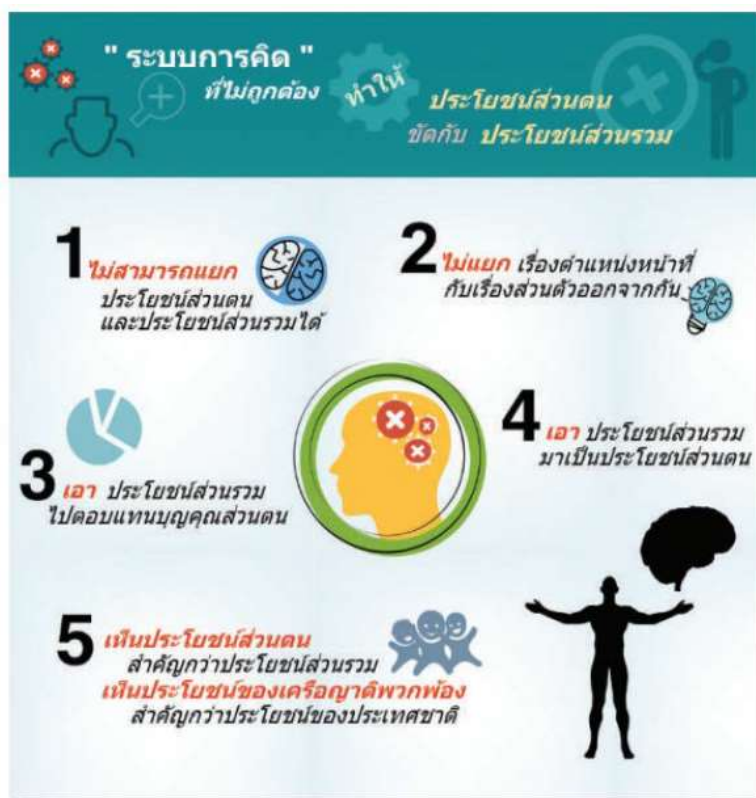 " ระบบการคิด "
ที่ไม่ถูกต้อง
ทำให้
ประโยชน์ส่วนตน
ขัดกับ ประโยชน์ส่วนรวม
1 ไม่สามารถแยก
ประโยชน์ส่วนตน
และประโยชน์ส่วนรวมได้
2 ไม่แยก เรื่องตำแหน่งหน้าที่
กับเรื่องส่วนตัวออกจากกัน
3 เอา ประโยชน์ส่วนรวม
ไปตอบแทนบุญคุณส่วนตน
4 เอา ประโยชน์ส่วนรวม
มาเป็นประโยชน์ส่วนตน
5 เห็นประโยชน์ส่วนตน
สำคัญกว่าประโยชน์ส่วนรวม
เห็นประโยชน์ของเครือญาติพวกพ้อง
สำคัญกว่าประโยชน์ของประเทศชาติ